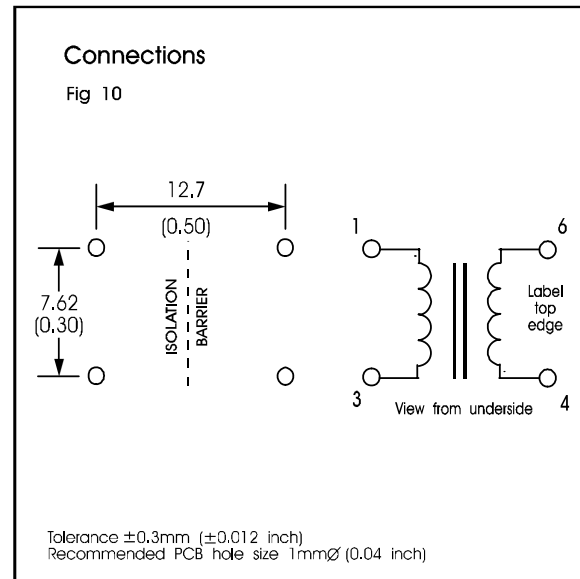 Connections
Fig 10
12.7
(0.50)
7.62
(0.30)
ISOLATION
BARRIER
1
6
Label
top
edge
3
4
View from underside
Tolerance ±0.3mm (±0.012 inch)
Recommended PCB hole size 1mmØ (0.04 inch)